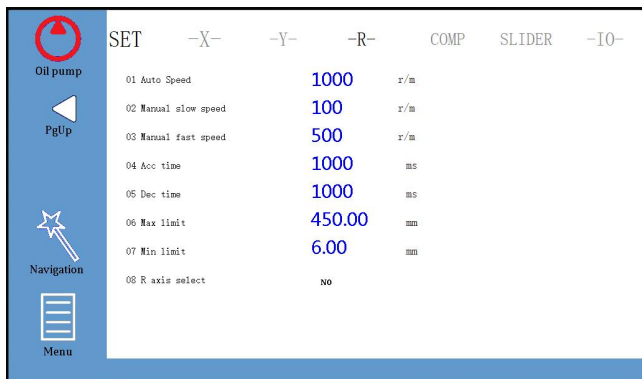 SET -X- -Y- -R- COMP SLIDER -IO-
Oil pump
PgUp
Navigation
Menu
01 Auto Speed 1000 r/m
02 Manual slow speed 100 r/m
03 Manual fast speed 500 r/m
04 Acc time 1000 ms
05 Dec time 1000 ms
06 Max limit 450.00 mm
07 Min limit 6.00 mm
08 R axis select NO